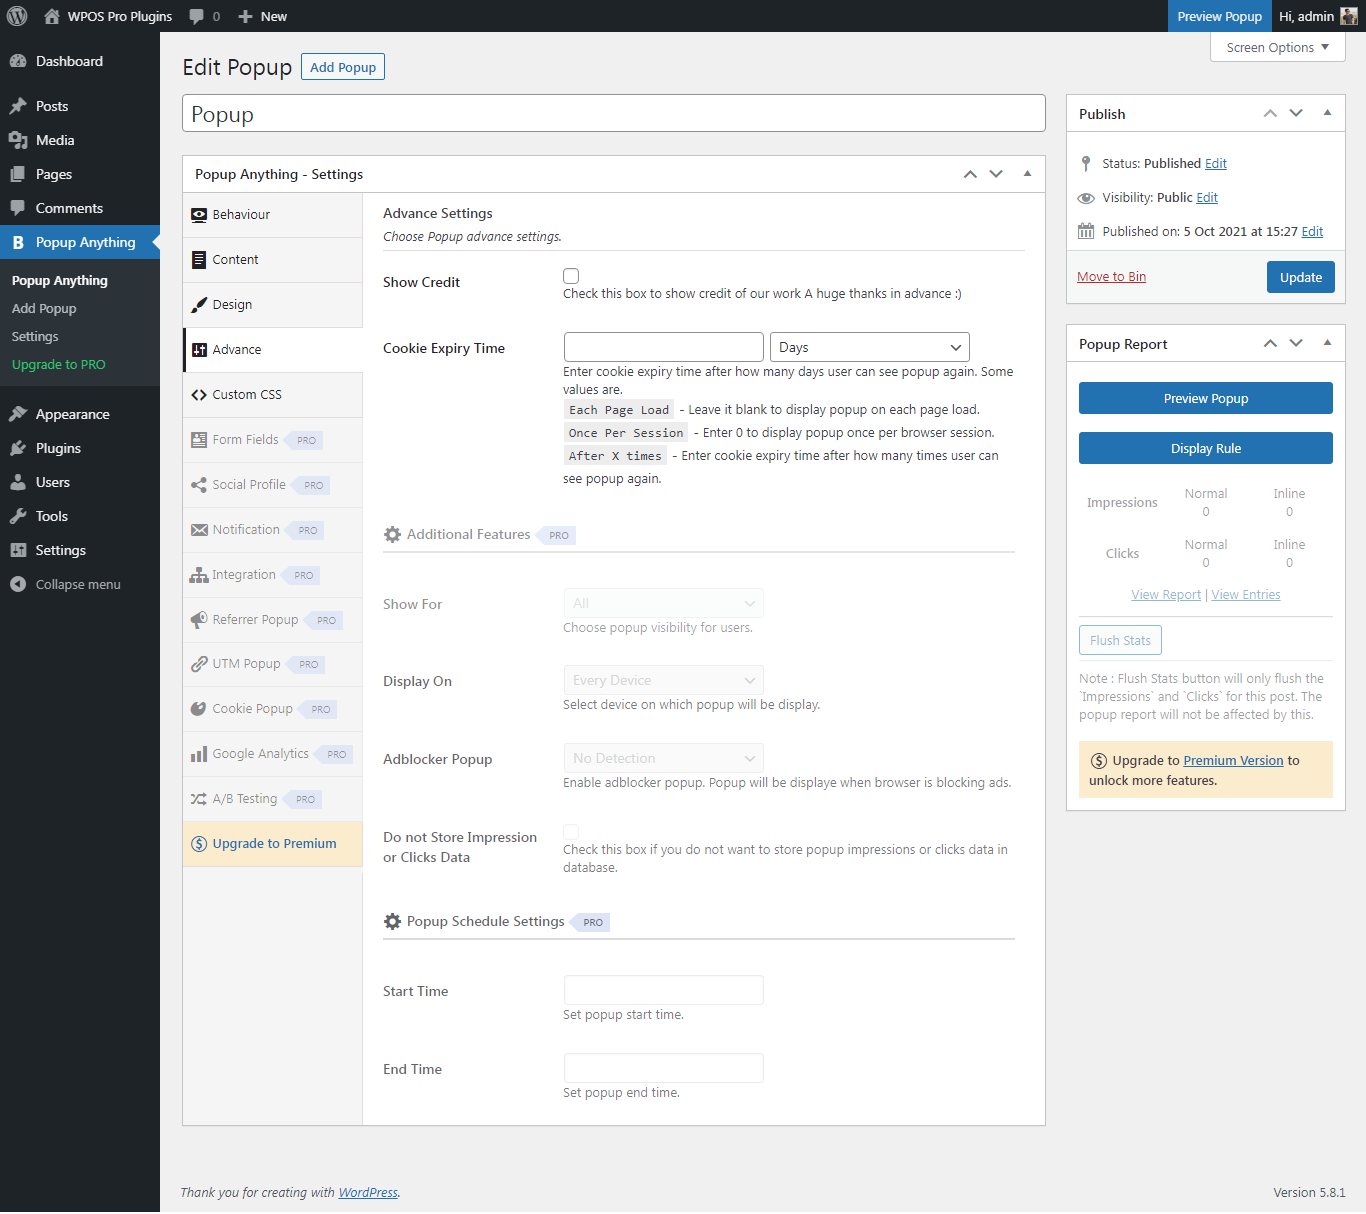 WPOS Pro Plugins
0
New
Preview Popup
Hi, admin
Dashboard
Posts
Media
Pages
Comments
Popup Anything
Popup Anything
Add Popup
Settings
Upgrade to PRO
Appearance
Plugins
Users
Tools
Settings
Collapse menu
Screen Options
Edit Popup
Add Popup
Popup
Popup Anything - Settings
Behaviour
Content
Design
Advance
Custom CSS
Form Fields PRO
Social Profile PRO
Notification PRO
Integration PRO
Referrer Popup PRO
UTM Popup PRO
Cookie Popup PRO
Google Analytics PRO
A/B Testing PRO
Upgrade to Premium
Advance Settings
Choose Popup advance settings.
Show Credit
Check this box to show credit of our work A huge thanks in advance :)
Cookie Expiry Time
Days
Enter cookie expiry time after how many days user can see popup again. Some
values are.
Each Page Load - Leave it blank to display popup on each page load.
Once Per Session - Enter 0 to display popup once per browser session.
After X times - Enter cookie expiry time after how many times user can
see popup again.
Additional Features PRO
Show For
All
Choose popup visibility for users.
Display On
Every Device
Select device on which popup will be display.
Adblocker Popup
No Detection
Enable adblocker popup. Popup will be displaye when browser is blocking ads.
Do not Store Impression
or Clicks Data
Check this box if you do not want to store popup impressions or clicks data in
database.
Popup Schedule Settings PRO
Start Time
Set popup start time.
End Time
Set popup end time.
Publish
Status: Published Edit
Visibility: Public Edit
Published on: 5 Oct 2021 at 15:27 Edit
Move to Bin
Update
Popup Report
Preview Popup
Display Rule
Impressions
Normal
0
Inline
0
Clicks
Normal
0
Inline
0
View Report | View Entries
Flush Stats
Note : Flush Stats button will only flush the
`Impressions` and `Clicks` for this post. The
popup report will not be affected by this.
Upgrade to Premium Version to
unlock more features.
Thank you for creating with WordPress.
Version 5.8.1